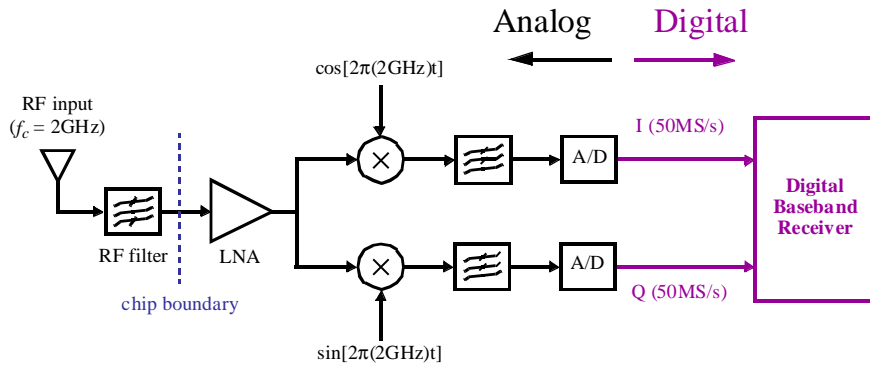 Analog
Digital
cos[2π(2GHz)t]
RF input
(fc = 2GHz)
I (50MS/s)
A/D
Digital
Baseband
Receiver
RF filter
LNA
A/D
chip boundary
Q (50MS/s)
sin[2π(2GHz)t]